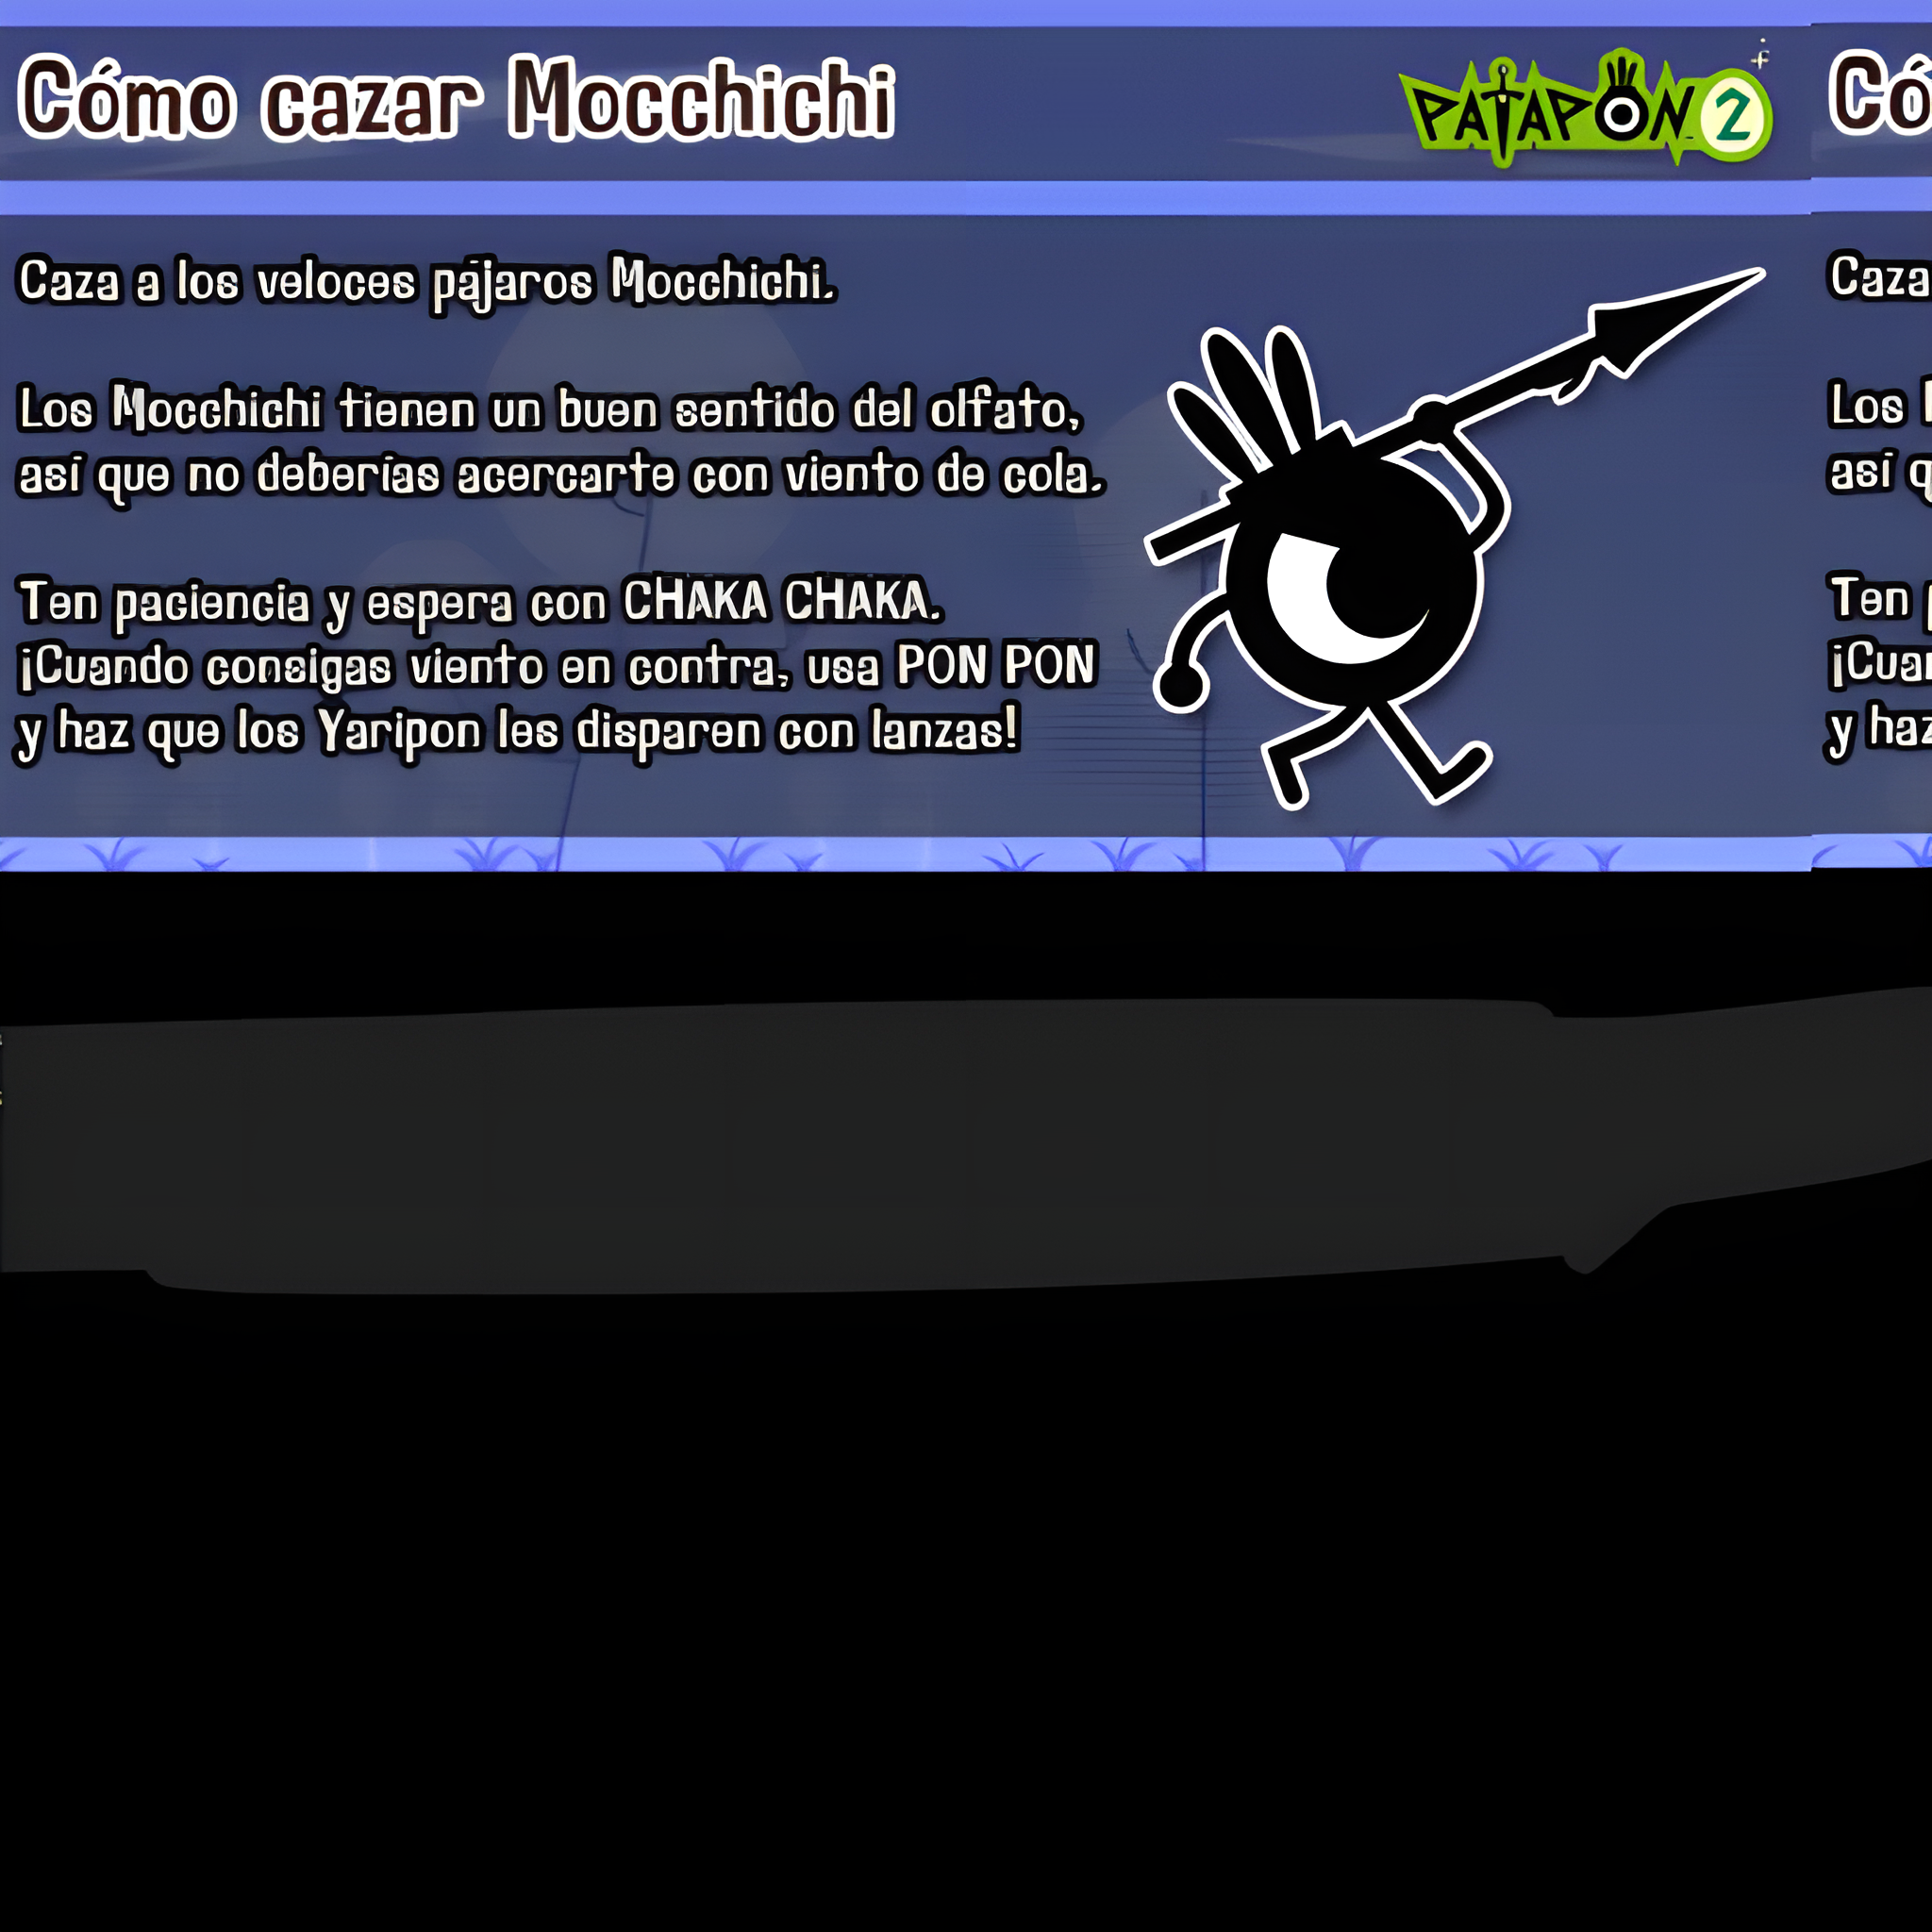 Cómo cazar Mocchichi
PATAPON 2
Có
Caza a los veloces pájaros Mocchichi.
Los Mocchichi tienen un buen sentido del olfato,
así que no deberías acercarte con viento de cola.
Ten paciencia y espera con CHAKA CHAKA.
¡Cuando consigas viento en contra, usa PON PON
y haz que los Yaripon les disparen con lanzas!
Caza
Los
así q
Ten
¡Cuan
y haz